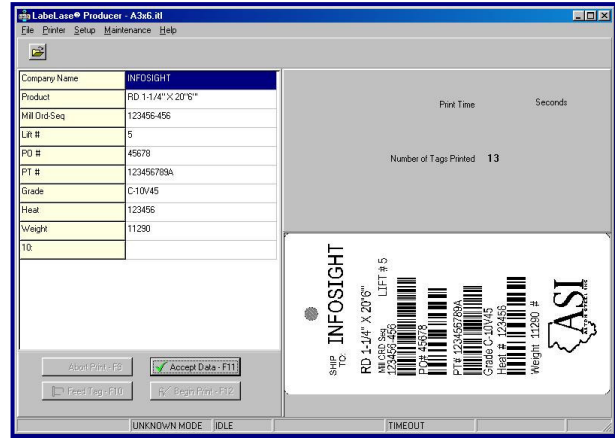 LabeLase® Producer - A3x6.itl
File Printer Setup Maintenance Help
Company Name INFOSIGHT
Product RD 1-1/4" X 20"6'"
Mill Ord-Seq 123456-456
Lift # 5
PO # 45678
PT # 123456789A
Grade C-10V45
Heat 123456
Weight 11290
10:
Print Time Seconds
Number of Tags Printed 13
SHIP TO: INFOSIGHT
RD 1-1/4" X 20"6'"
LIFT # 5
Mill ORD Seq
123456-456
PO# 45678
PT# 123456789A
Grade C-10V45
Heat # 123456
Weight 11290 #
ASI
ALTON STEEL INC
Abort Print - F9
Accept Data - F11
Feed Tag - F10
Begin Print - F12
UNKNOWN MODE IDLE TIMEOUT